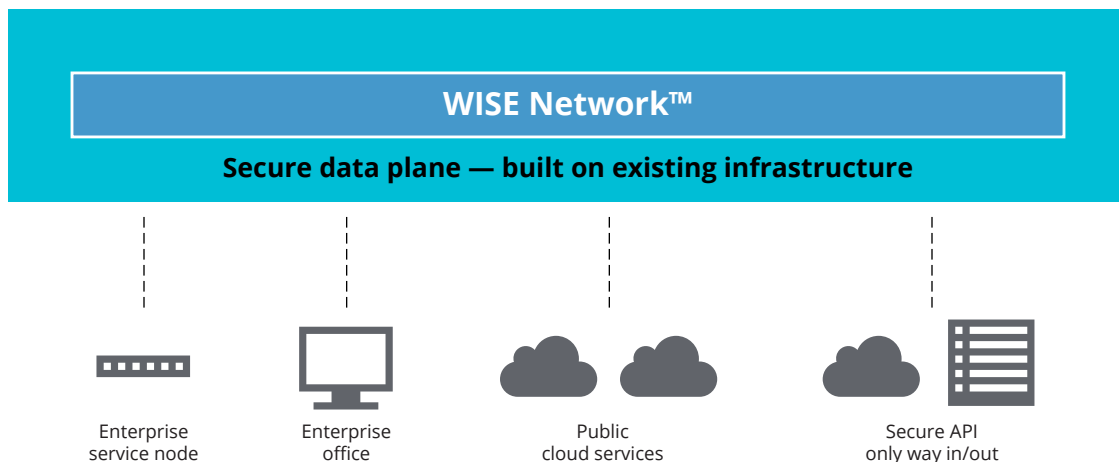 WISE Network™
Secure data plane — built on existing infrastructure
Enterprise
service node
Enterprise
office
Public
cloud services
Secure API
only way in/out